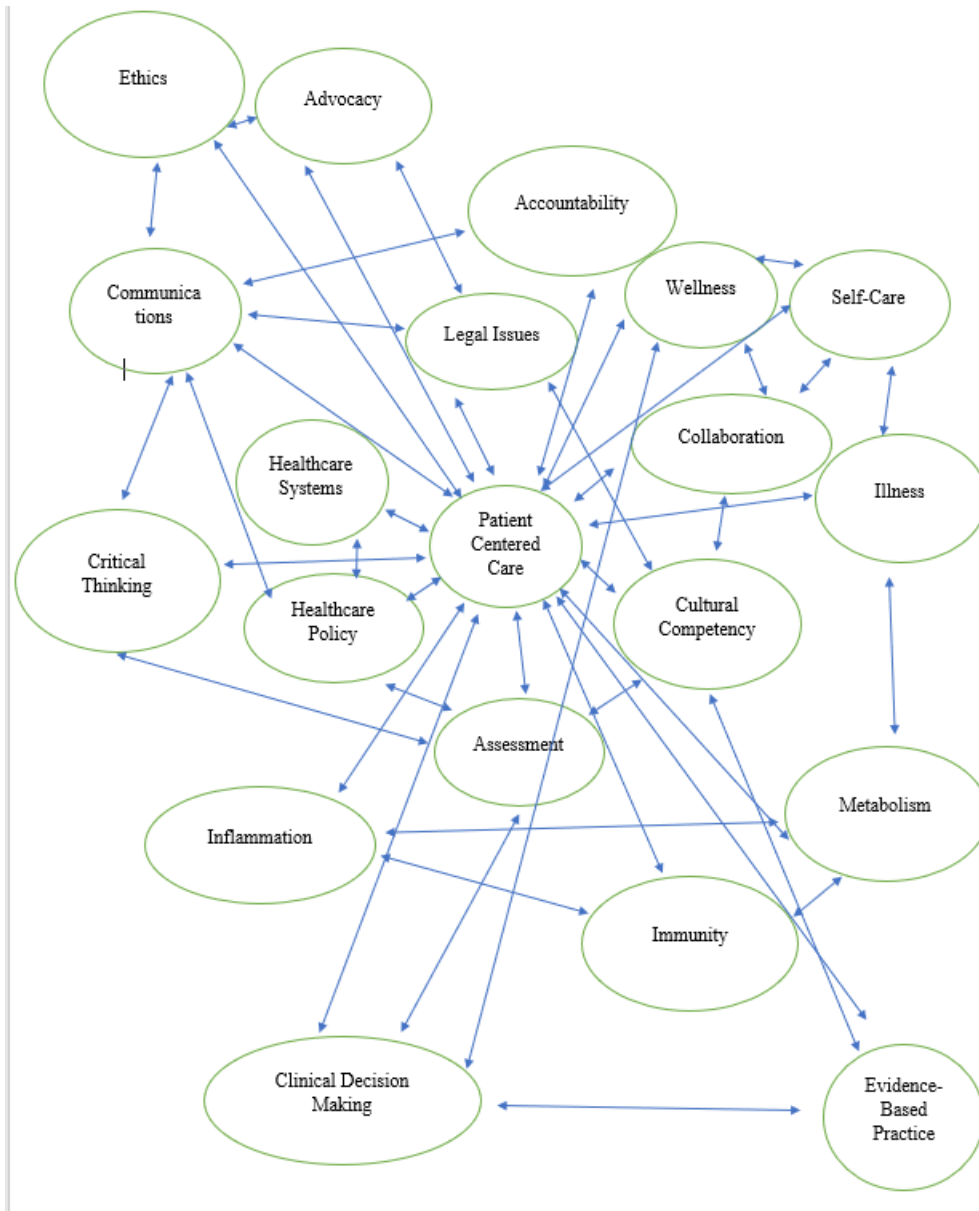 Ethics
Advocacy
Accountability
Communica
tions
Wellness
Self-Care
Legal Issues
Collaboration
Healthcare
Systems
Illness
Patient
Centered
Care
Critical
Thinking
Healthcare
Policy
Cultural
Competency
Assessment
Metabolism
Inflammation
Immunity
Clinical Decision
Making
Evidence-
Based
Practice